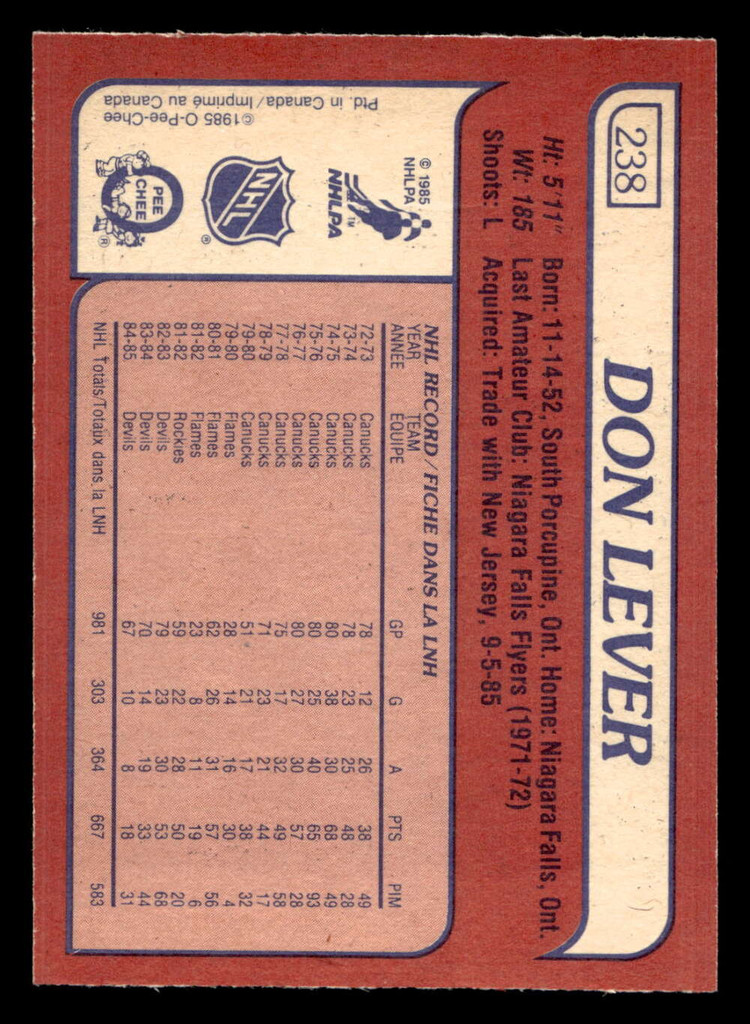 238
DON LEVER
Ht: 5'11" Born: 11-14-52, South Porcupine, Ont. Home: Niagara Falls, Ont.
Wt: 185 Last Amateur Club: Niagara Falls Flyers (1971-72)
Shoots: L Acquired: Trade with New Jersey, 9-5-85
© 1985
NHLPA
NHLPA
TM
NHL
®
PEE
CHEE
®
©1985 O-Pee-Chee
Ptd. in Canada/Imprimé au Canada
NHL RECORD/FICHE DANS LA LNH
YEAR TEAM GP G A PTS PIM
ANNÉE ÉQUIPE
72-73 Canucks 78 12 26 38 49
73-74 Canucks 78 23 25 48 28
74-75 Canucks 80 38 30 68 49
75-76 Canucks 80 25 40 65 93
76-77 Canucks 80 27 30 57 28
77-78 Canucks 75 17 32 49 58
78-79 Canucks 71 23 21 44 17
79-80 Canucks 51 21 17 38 32
79-80 Flames 28 14 16 30 4
80-81 Flames 62 26 31 57 56
81-82 Flames 23 8 11 19 6
81-82 Rockies 59 22 28 50 20
82-83 Devils 79 23 30 53 68
83-84 Devils 70 14 19 33 44
84-85 Devils 67 10 8 18 31
NHL Totals/Totaux dans la LNH 981 303 364 667 583